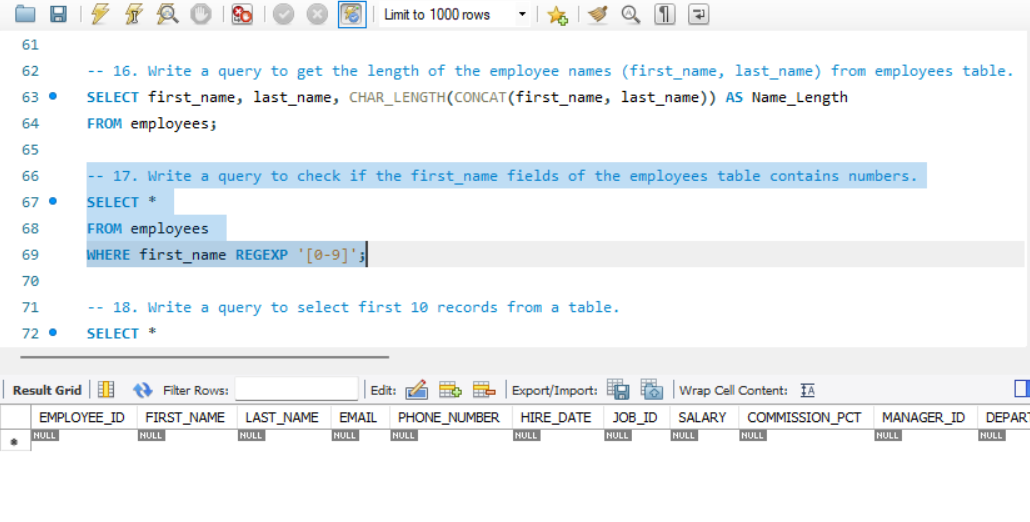 Limit to 1000 rows
61
62 -- 16. Write a query to get the length of the employee names (first_name, last_name) from employees table.
63 SELECT first_name, last_name, CHAR_LENGTH(CONCAT(first_name, last_name)) AS Name_Length
64 FROM employees;
65
66 -- 17. Write a query to check if the first_name fields of the employees table contains numbers.
67 SELECT *
68 FROM employees
69 WHERE first_name REGEXP '[0-9]';
70
71 -- 18. Write a query to select first 10 records from a table.
72 SELECT *
Result Grid Filter Rows: Edit: Export/Import: Wrap Cell Content: IA
EMPLOYEE_ID FIRST_NAME LAST_NAME EMAIL PHONE_NUMBER HIRE_DATE JOB_ID SALARY COMMISSION_PCT MANAGER_ID DEPAR
NULL NULL NULL NULL NULL NULL NULL NULL NULL NULL NULL